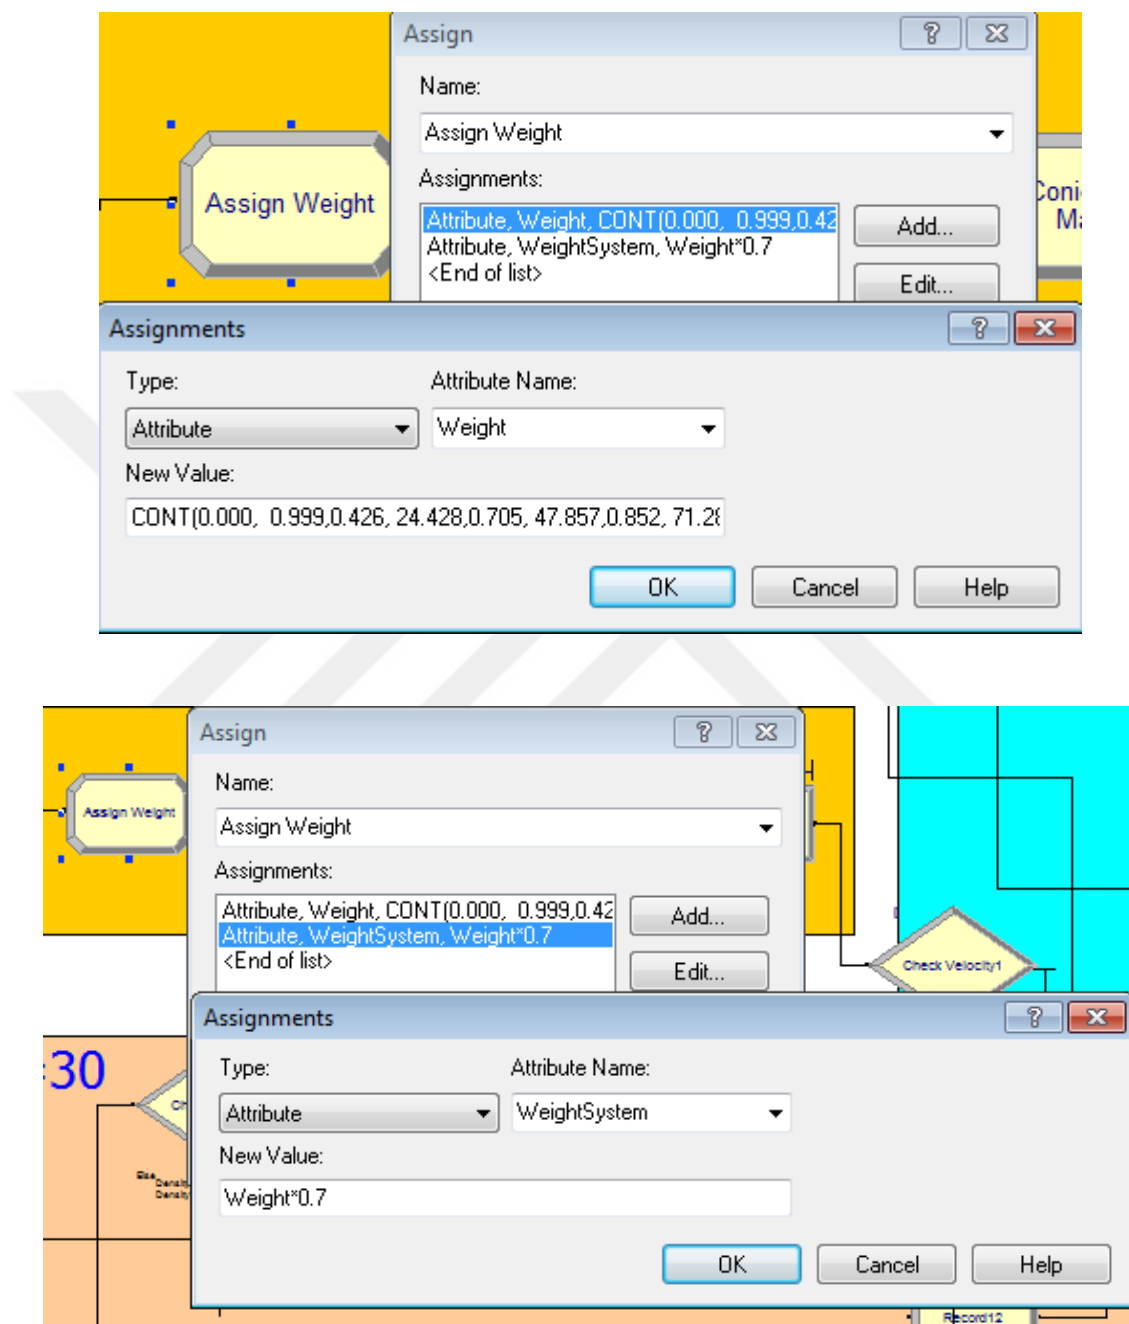 Assign
Name:
Assign Weight
Assign Weight
Assignments:
Attribute, Weight, CONT(0.000,  0.999,0.42
Attribute, WeightSystem, Weight*0.7
<End of list>
Add...
Edit...
Coni
Ma
Assignments
Type:
Attribute Name:
Attribute
Weight
New Value:
CONT(0.000,  0.999,0.426, 24.428,0.705, 47.857,0.852, 71.28
OK
Cancel
Help
Assign
Name:
Assign Weight
Assign Weight
Assignments:
Attribute, Weight, CONT(0.000,  0.999,0.42
Attribute, WeightSystem, Weight*0.7
<End of list>
Add...
Edit...
Check Velocity1
Assignments
30
Type:
Attribute Name:
Attribute
WeightSystem
New Value:
Else
Weight*0.7
OK
Cancel
Help
Record12